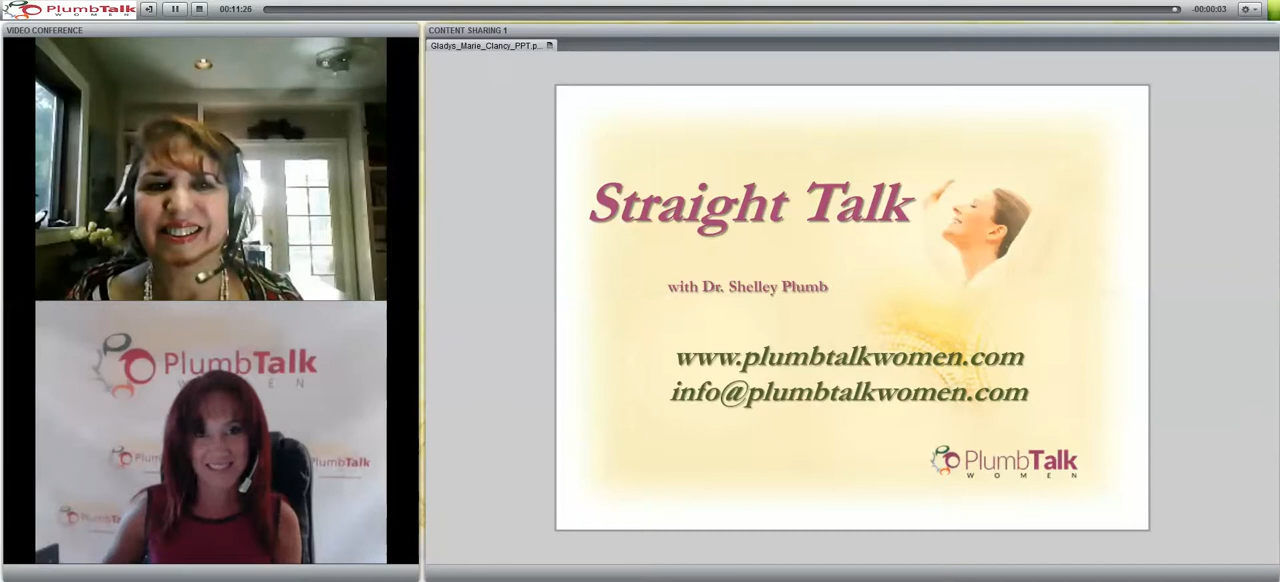 PlumbTalk
WOMEN
00:11:26
-00:00:03
VIDEO CONFERENCE
PlumbTalk
WOMEN
PlumbTalk
PlumbTa
CONTENT SHARING 1
Gladys_Marie_Clancy_PPT.p...
Straight Talk
with Dr. Shelley Plumb
www.plumbtalkwomen.com
info@plumbtalkwomen.com
PlumbTalk
WOMEN